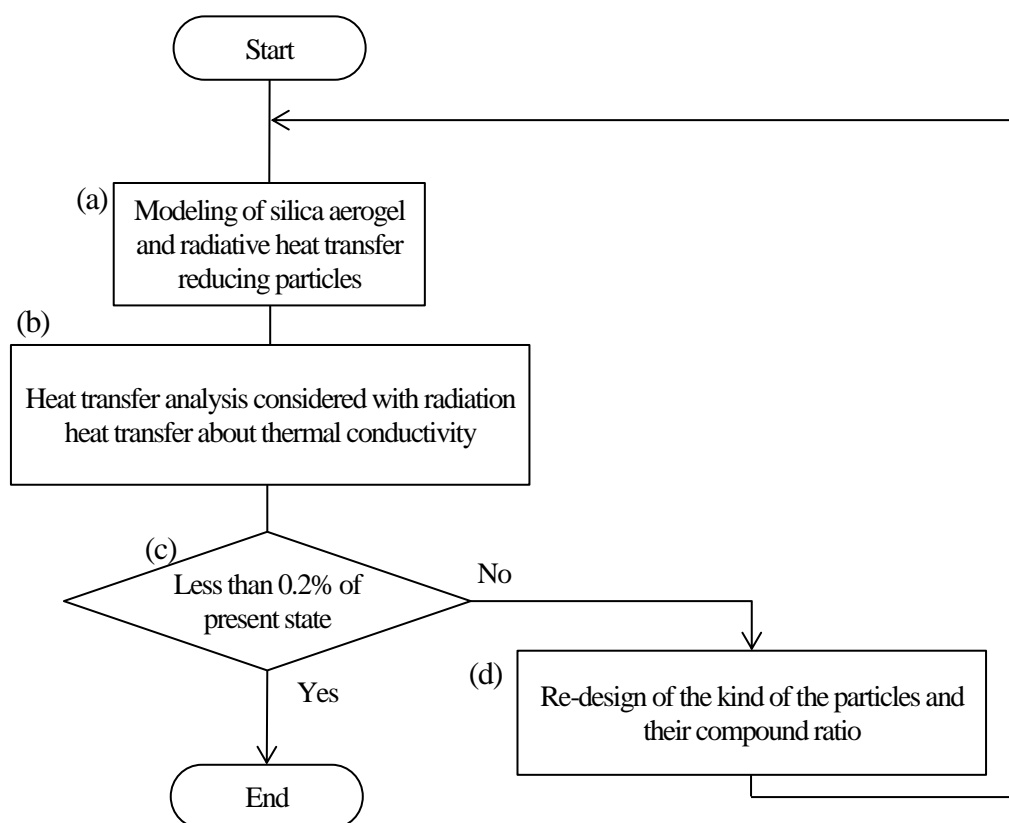 Start
(a)
Modeling of silica aerogel
and radiative heat transfer
reducing particles
(b)
Heat transfer analysis considered with radiation
heat transfer about thermal conductivity
(c)
Less than 0.2% of
present state
No
Yes
(d)
Re-design of the kind of the particles and
their compound ratio
End